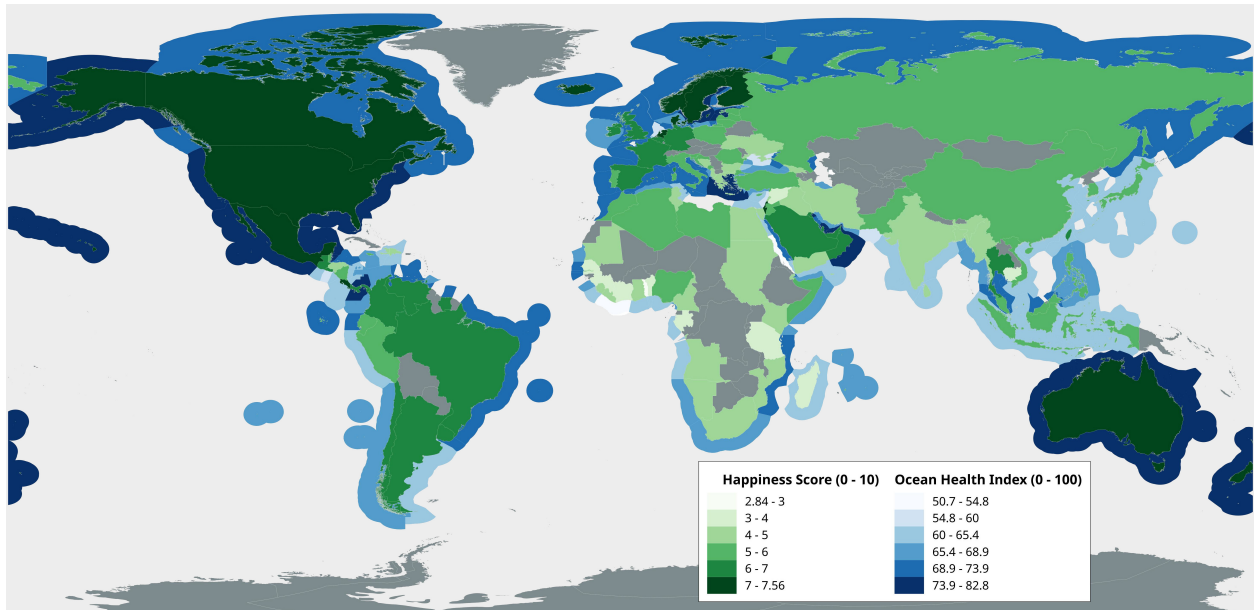 Happiness Score (0 - 10)
2.84 - 3
3 - 4
4 - 5
5 - 6
6 - 7
7 - 7.56
Ocean Health Index (0 - 100)
50.7 - 54.8
54.8 - 60
60 - 65.4
65.4 - 68.9
68.9 - 73.9
73.9 - 82.8